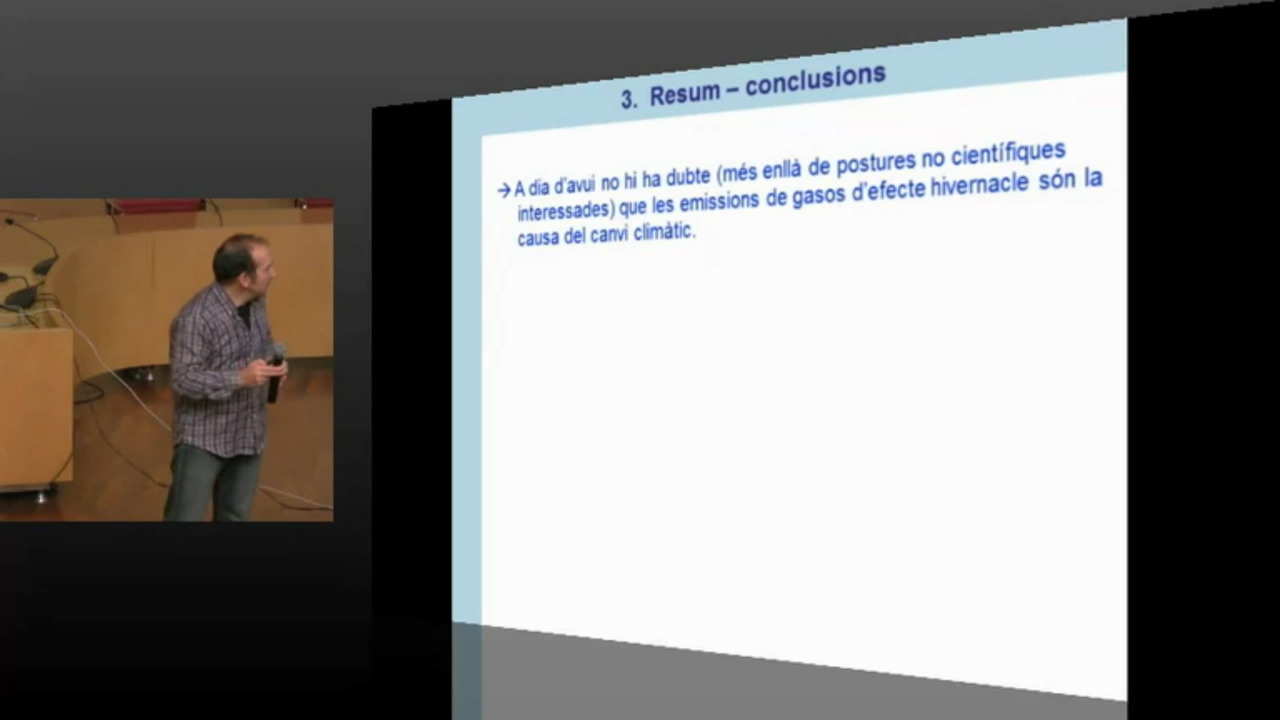 3. Resum – conclusions
→ A dia d'avui no hi ha dubte (més enllà de postures no científiques
interessades) que les emissions de gasos d'efecte hivernacle són la
causa del canvi climàtic.